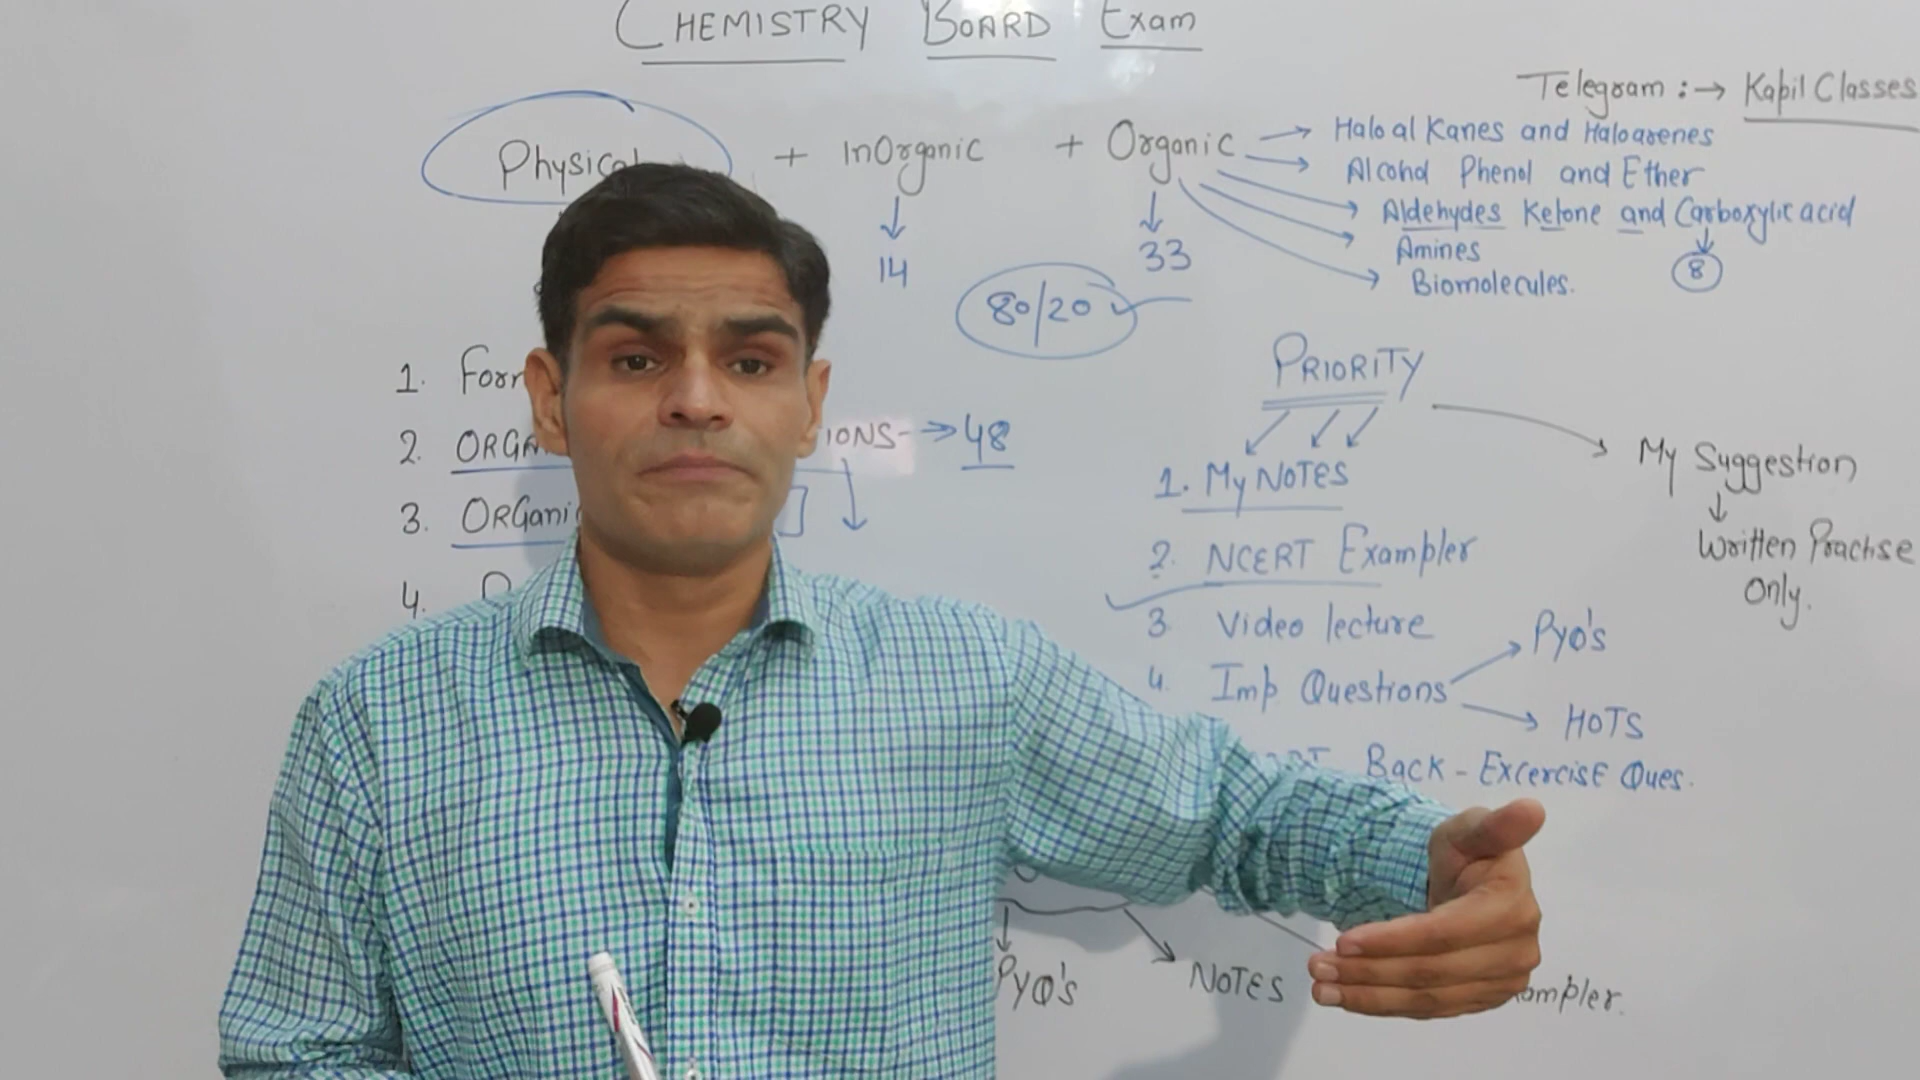 CHEMISTRY BOARD Exam
Telegram :→ Kapil Classes
Physical + InOrganic + Organic
→ Haloalkanes and Haloarenes
→ Alcohol Phenol and Ether
→ Aldehydes Ketone and Carboxylic acid
→ Amines
→ Biomolecules.
14
33
8
80/20
1.
2. ORGA
IONS → 48
3. ORGani
4.
PRIORITY
1. My NOTES
2. NCERT Exampler
3 Video lecture
4. Imp Questions
→ PYQ's
→ HOTS
Back - ExcerciSE Ques.
My Suggestion
Written Practise
Only.
PYQ's
NOTES
ompler.